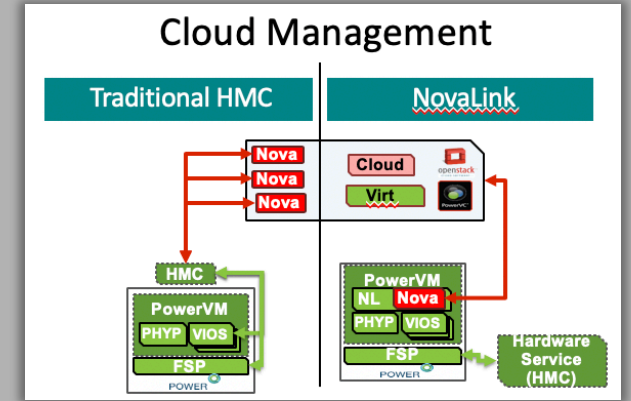 Cloud Management
Traditional HMC
NovaLink
Nova
Nova
Nova
Cloud
Virt
openstack
PowerVC
HMC
PowerVM
PHYP VIOS
FSP
POWER
PowerVM
NL Nova
PHYP VIOS
FSP
POWER
Hardware
Service
(HMC)